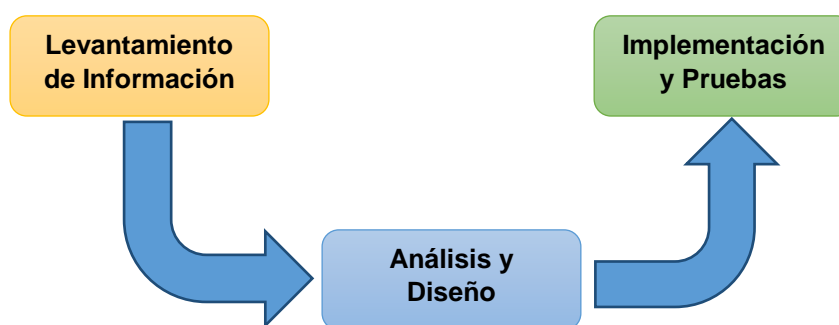 Levantamiento
de Información
Implementación
y Pruebas
Análisis y
Diseño